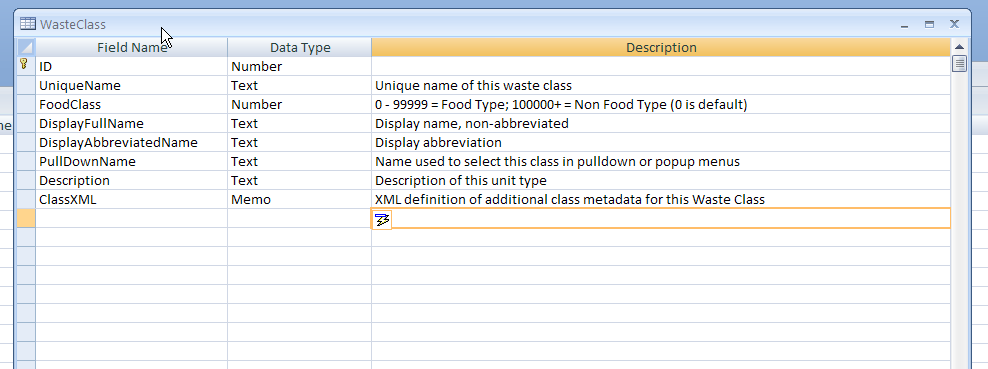 WasteClass
Field Name Data Type Description
ID Number
UniqueName Text Unique name of this waste class
FoodClass Number 0 - 99999 = Food Type; 100000+ = Non Food Type (0 is default)
DisplayFullName Text Display name, non-abbreviated
DisplayAbbreviatedName Text Display abbreviation
PullDownName Text Name used to select this class in pulldown or popup menus
Description Text Description of this unit type
ClassXML Memo XML definition of additional class metadata for this Waste Class